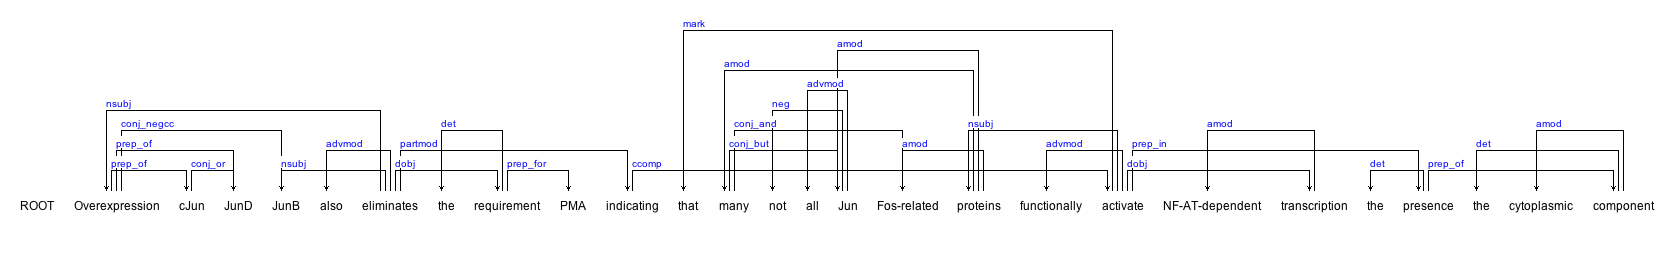 mark
amod
amod
advmod
nsubj neg
conj_negcc det conj_and nsubj amod amod
prep_of advmod partmod conj_but amod advmod prep_in det
prep_of conj_or nsubj dobj prep_for ccomp dobj det prep_of
ROOT Overexpression cJun JunD JunB also eliminates the requirement PMA indicating that many not all Jun Fos-related proteins functionally activate NF-AT-dependent transcription the presence the cytoplasmic component